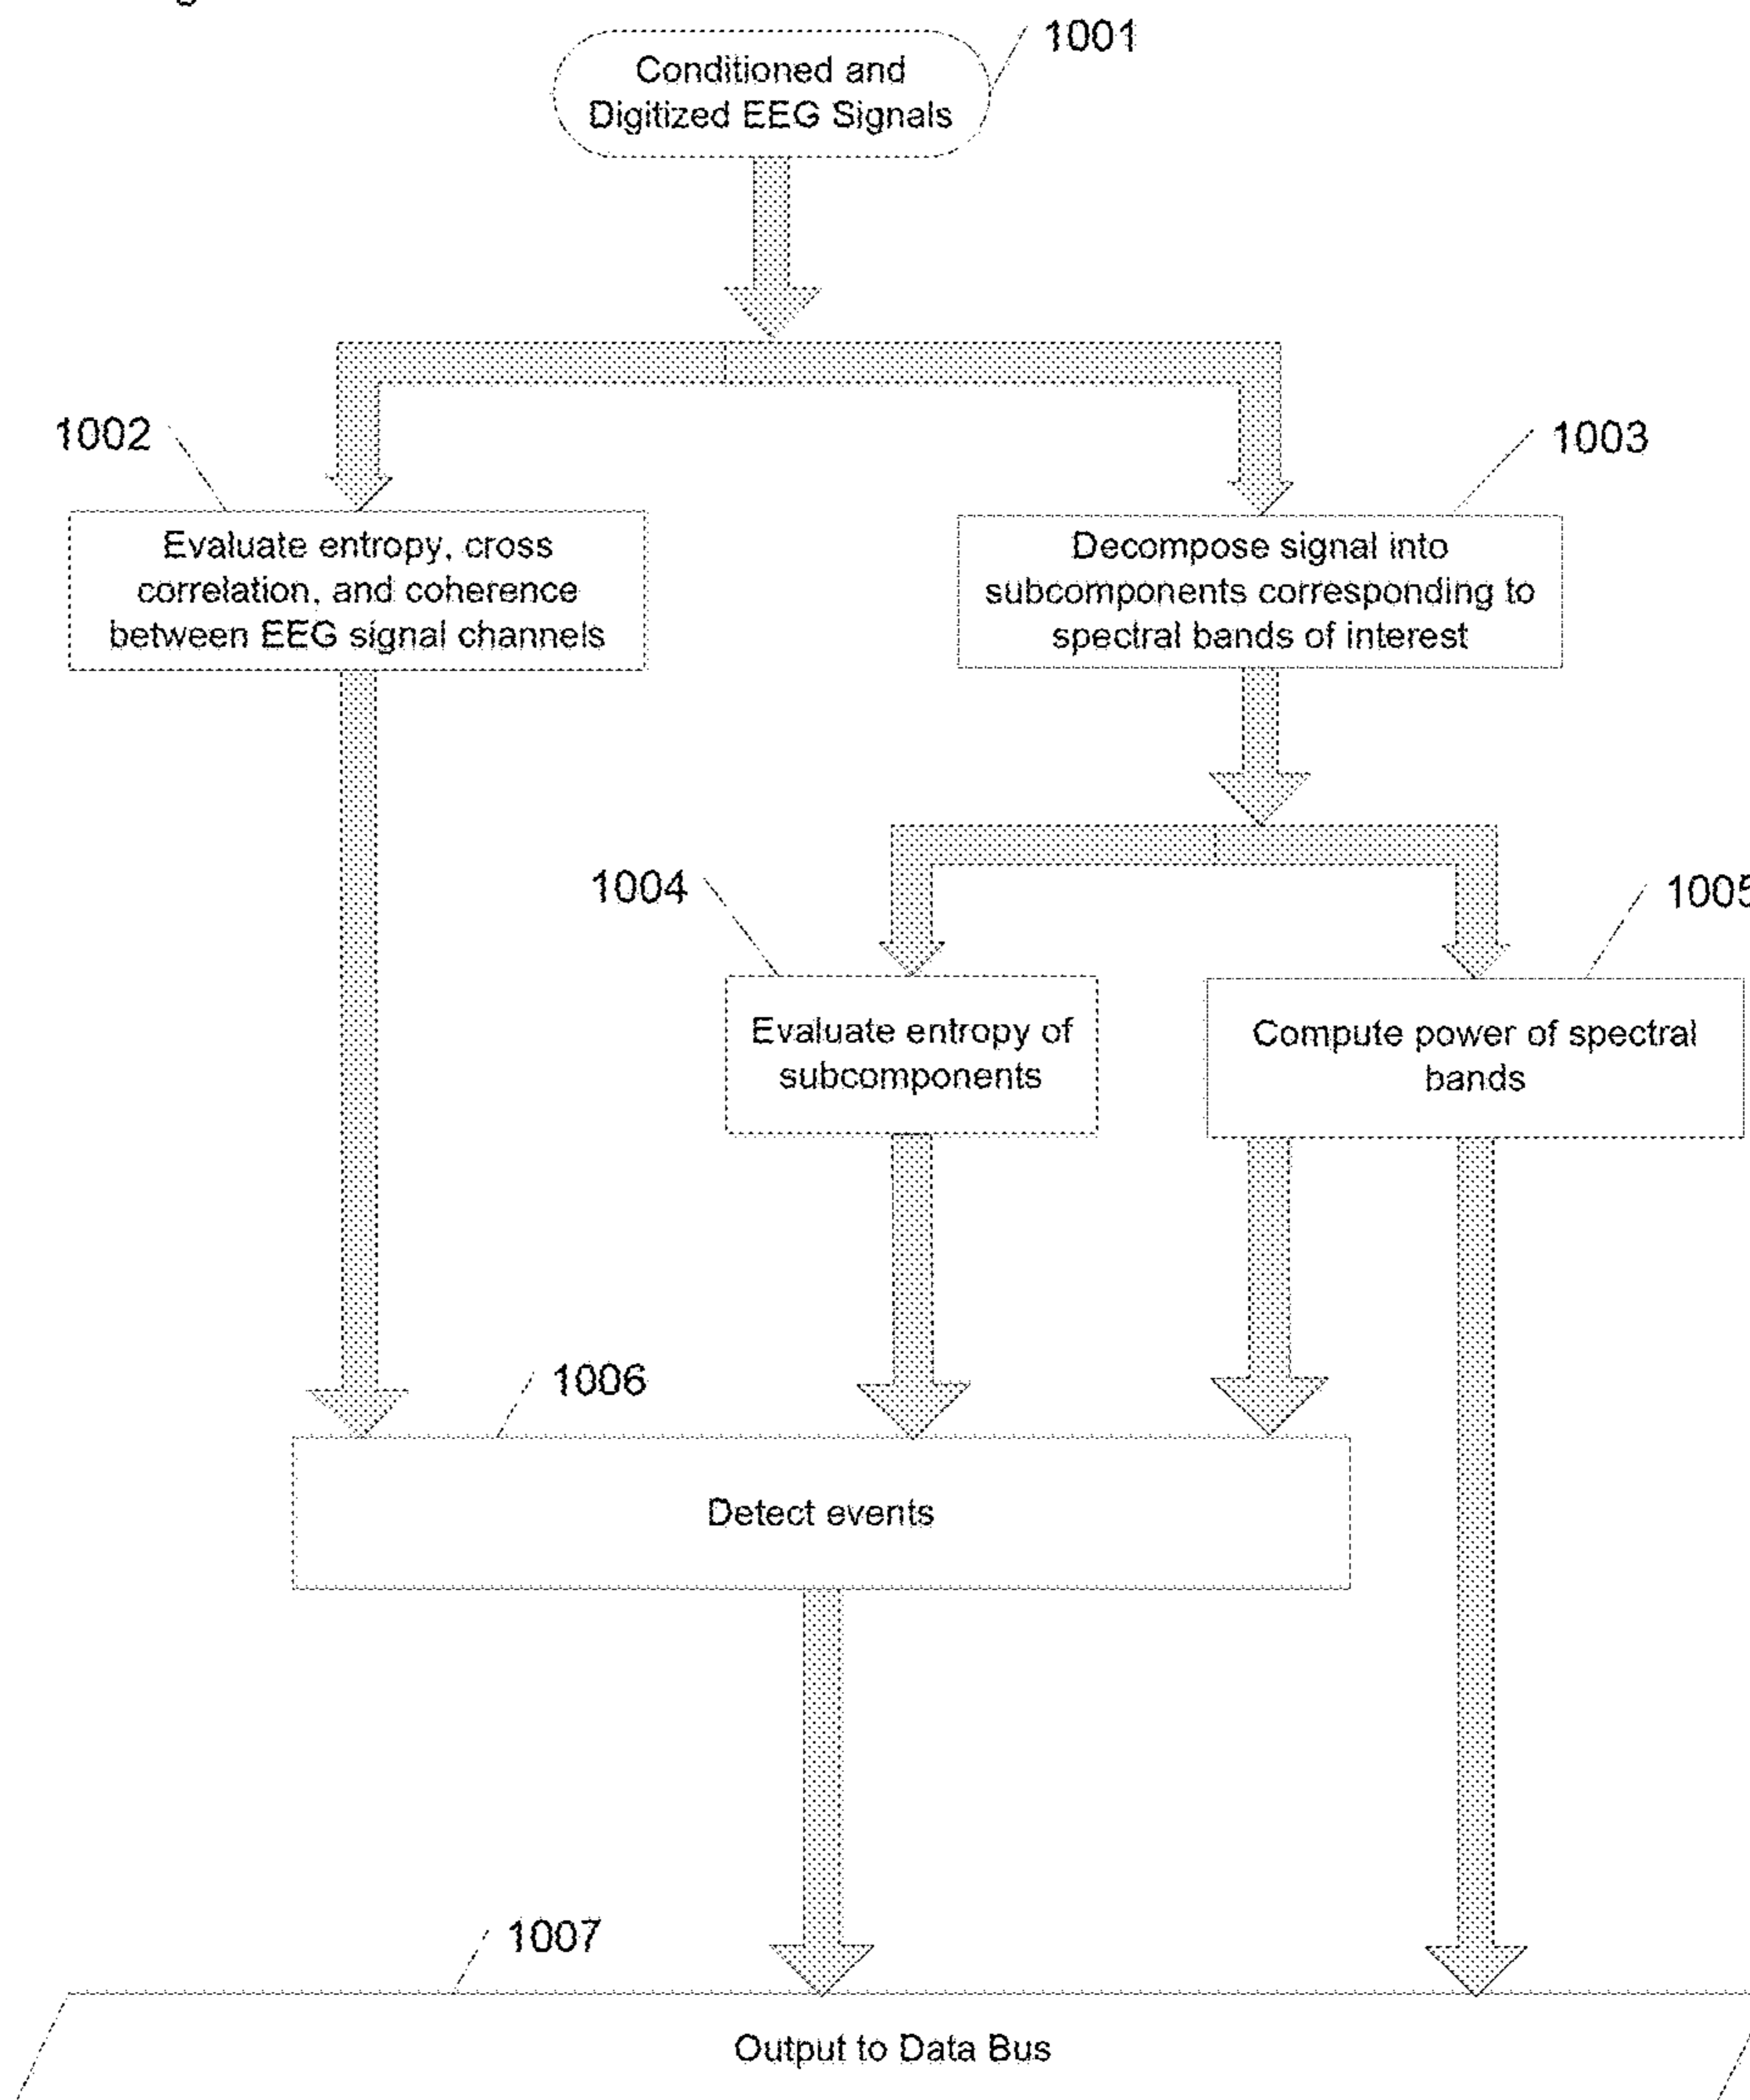 1001
Conditioned and
Digitized EEG Signals
1002
1003
Evaluate entropy, cross
correlation, and coherence
between EEG signal channels
Decompose signal into
subcomponents corresponding to
spectral bands of interest
1004
1005
Evaluate entropy of
subcomponents
Compute power of spectral
bands
1006
Detect events
1007
Output to Data Bus